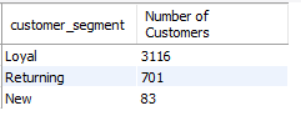 customer_segment Number of
Customers
Loyal 3116
Returning 701
New 83